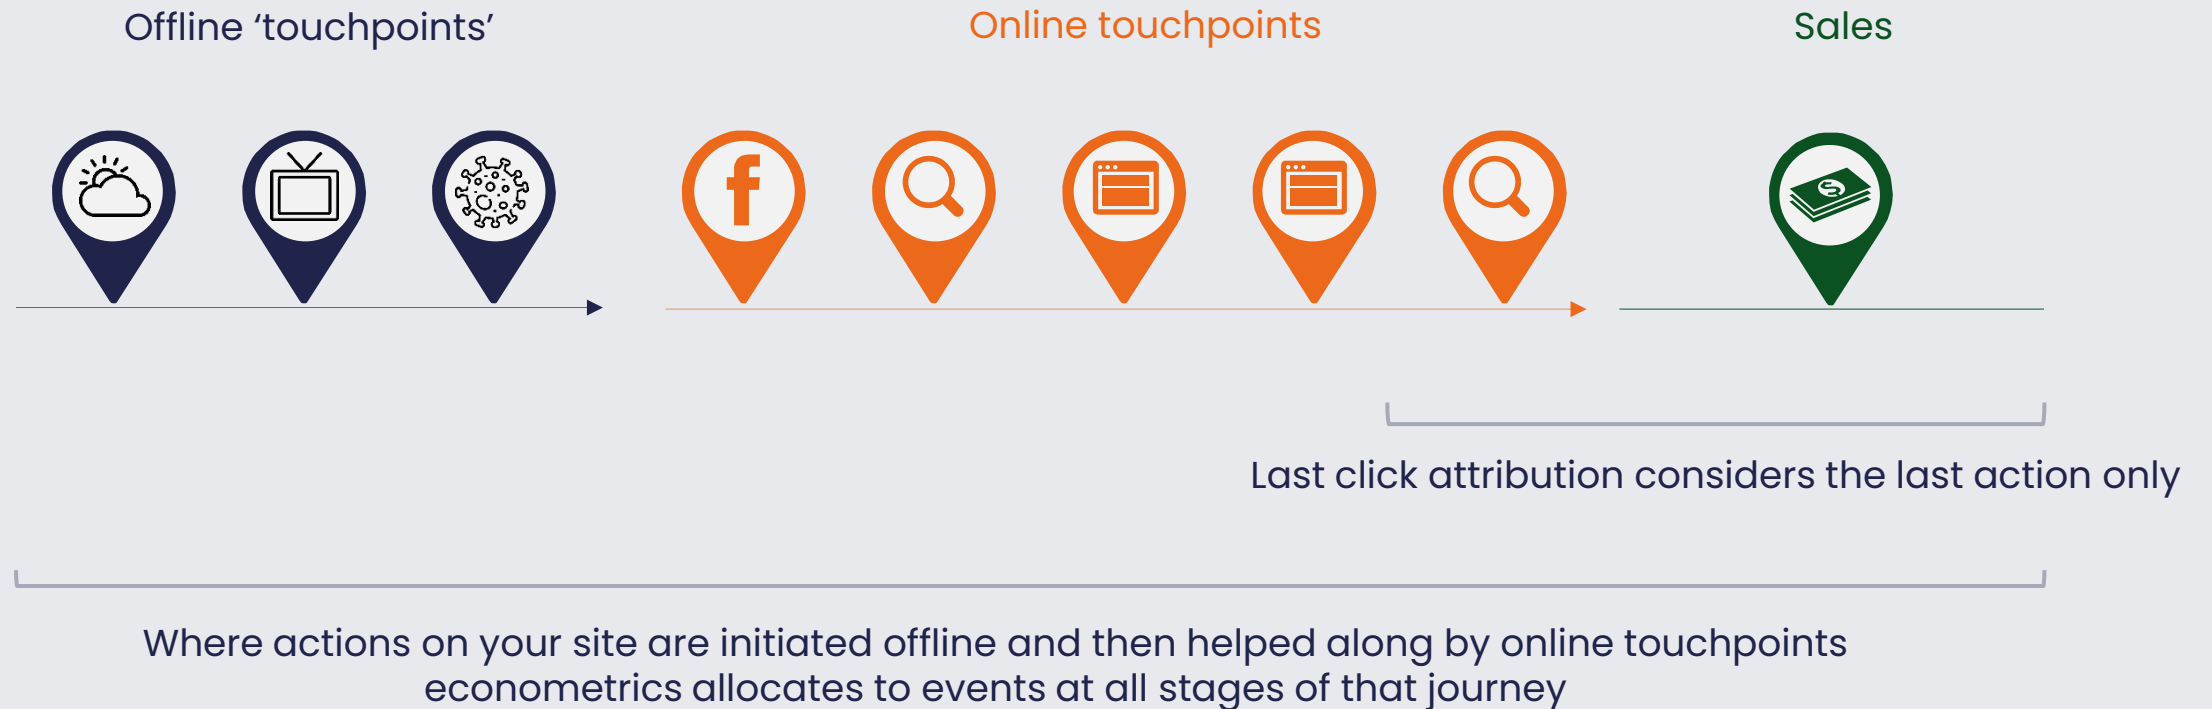 Offline ‘touchpoints’
Online touchpoints
Sales
Last click attribution considers the last action only
Where actions on your site are initiated offline and then helped along by online touchpoints
econometrics allocates to events at all stages of that journey